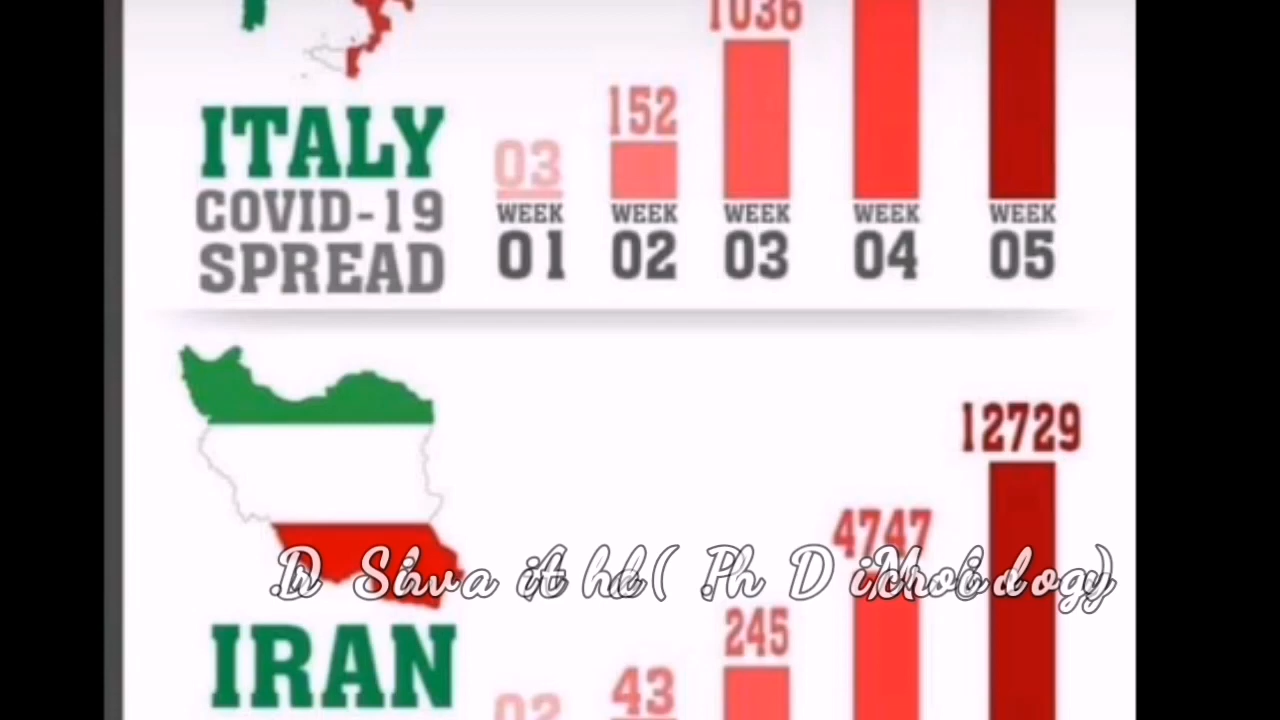 1036
152
03
ITALY
COVID-19
SPREAD
WEEK WEEK WEEK WEEK WEEK
01 02 03 04 05
12729
4747
245
IRAN
43
02